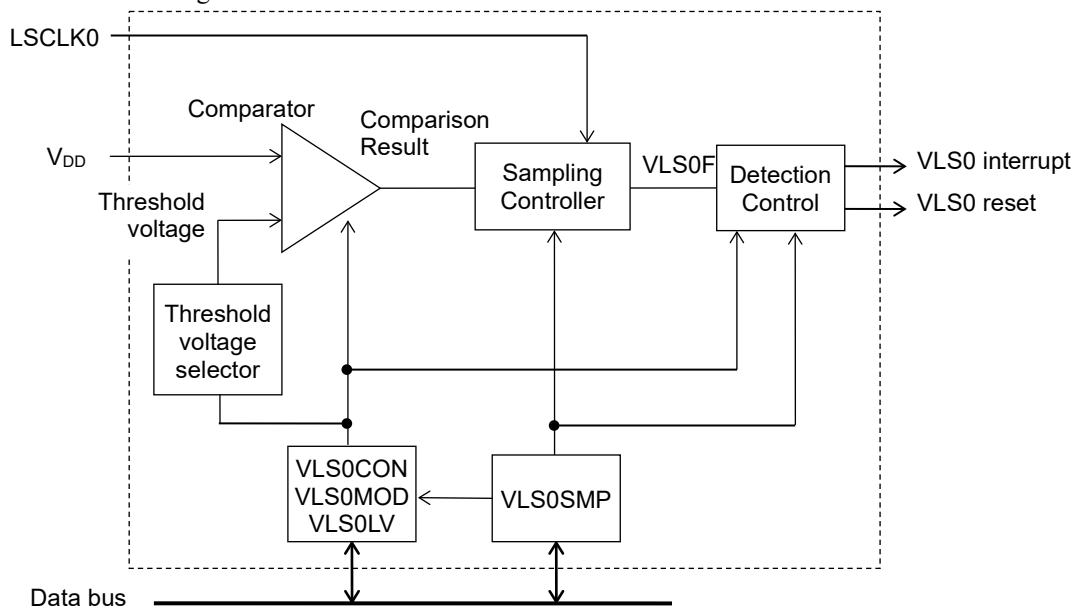 LSCLK0
Comparator
Comparison
Result
VDD
Threshold
voltage
Sampling
Controller
VLS0F
Detection
Control
VLS0 interrupt
VLS0 reset
Threshold
voltage
selector
VLS0CON
VLS0MOD
VLS0LV
VLS0SMP
Data bus